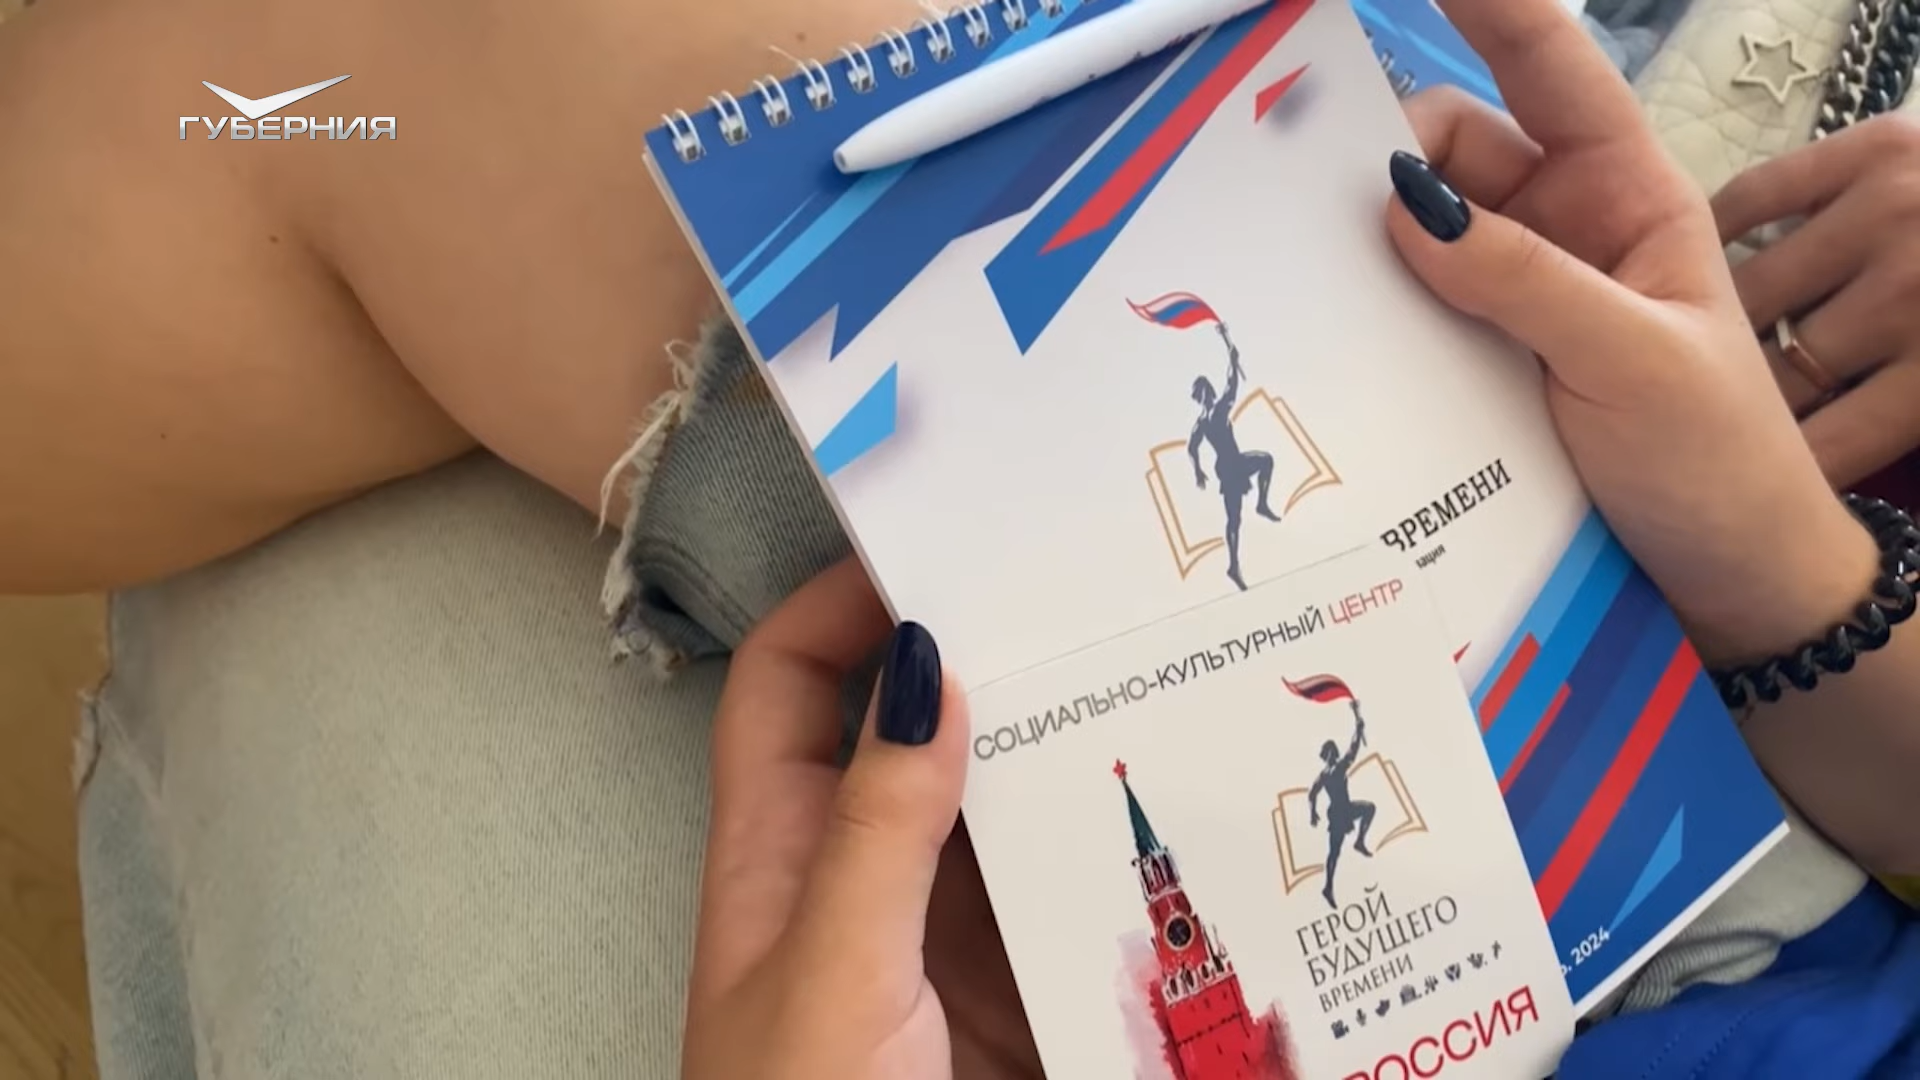 ГУБЕРНИЯ
ВРЕМЕНИ
СОЦИАЛЬНО-КУЛЬТУРНЫЙ ЦЕНТР
ГЕРОЙ
БУДУЩЕГО
ВРЕМЕНИ
2024
РОССИЯ